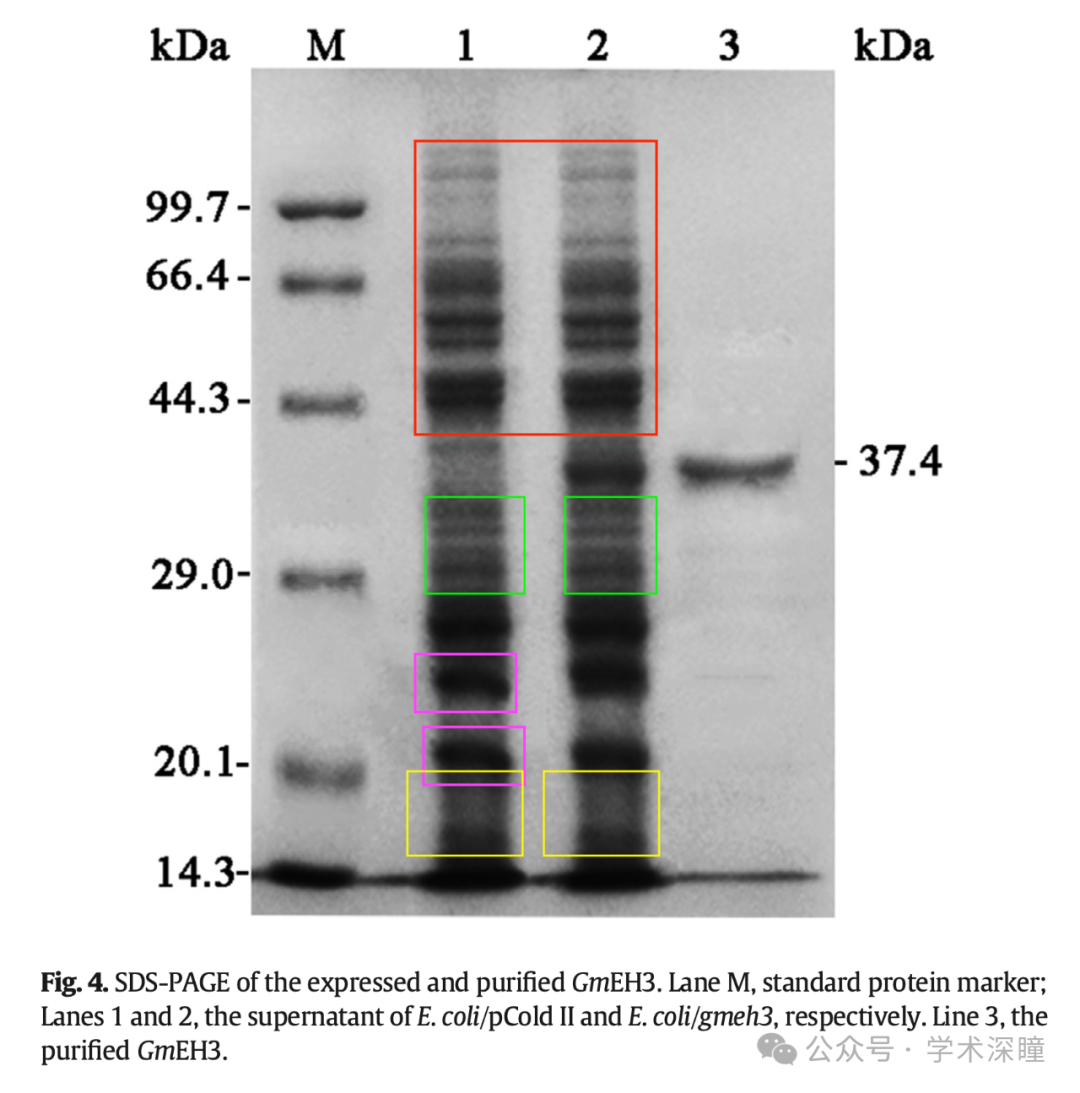 kDa M 1 2 3 kDa
99.7-
66.4-
44.3-
- 37.4
29.0-
20.1-
14.3-
Fig. 4. SDS-PAGE of the expressed and purified GmEH3. Lane M, standard protein marker;
Lanes 1 and 2, the supernatant of E. coli/pCold II and E. coli/gmeh3, respectively. Line 3, the
purified GmEH3.
公众号 · 学术深瞳